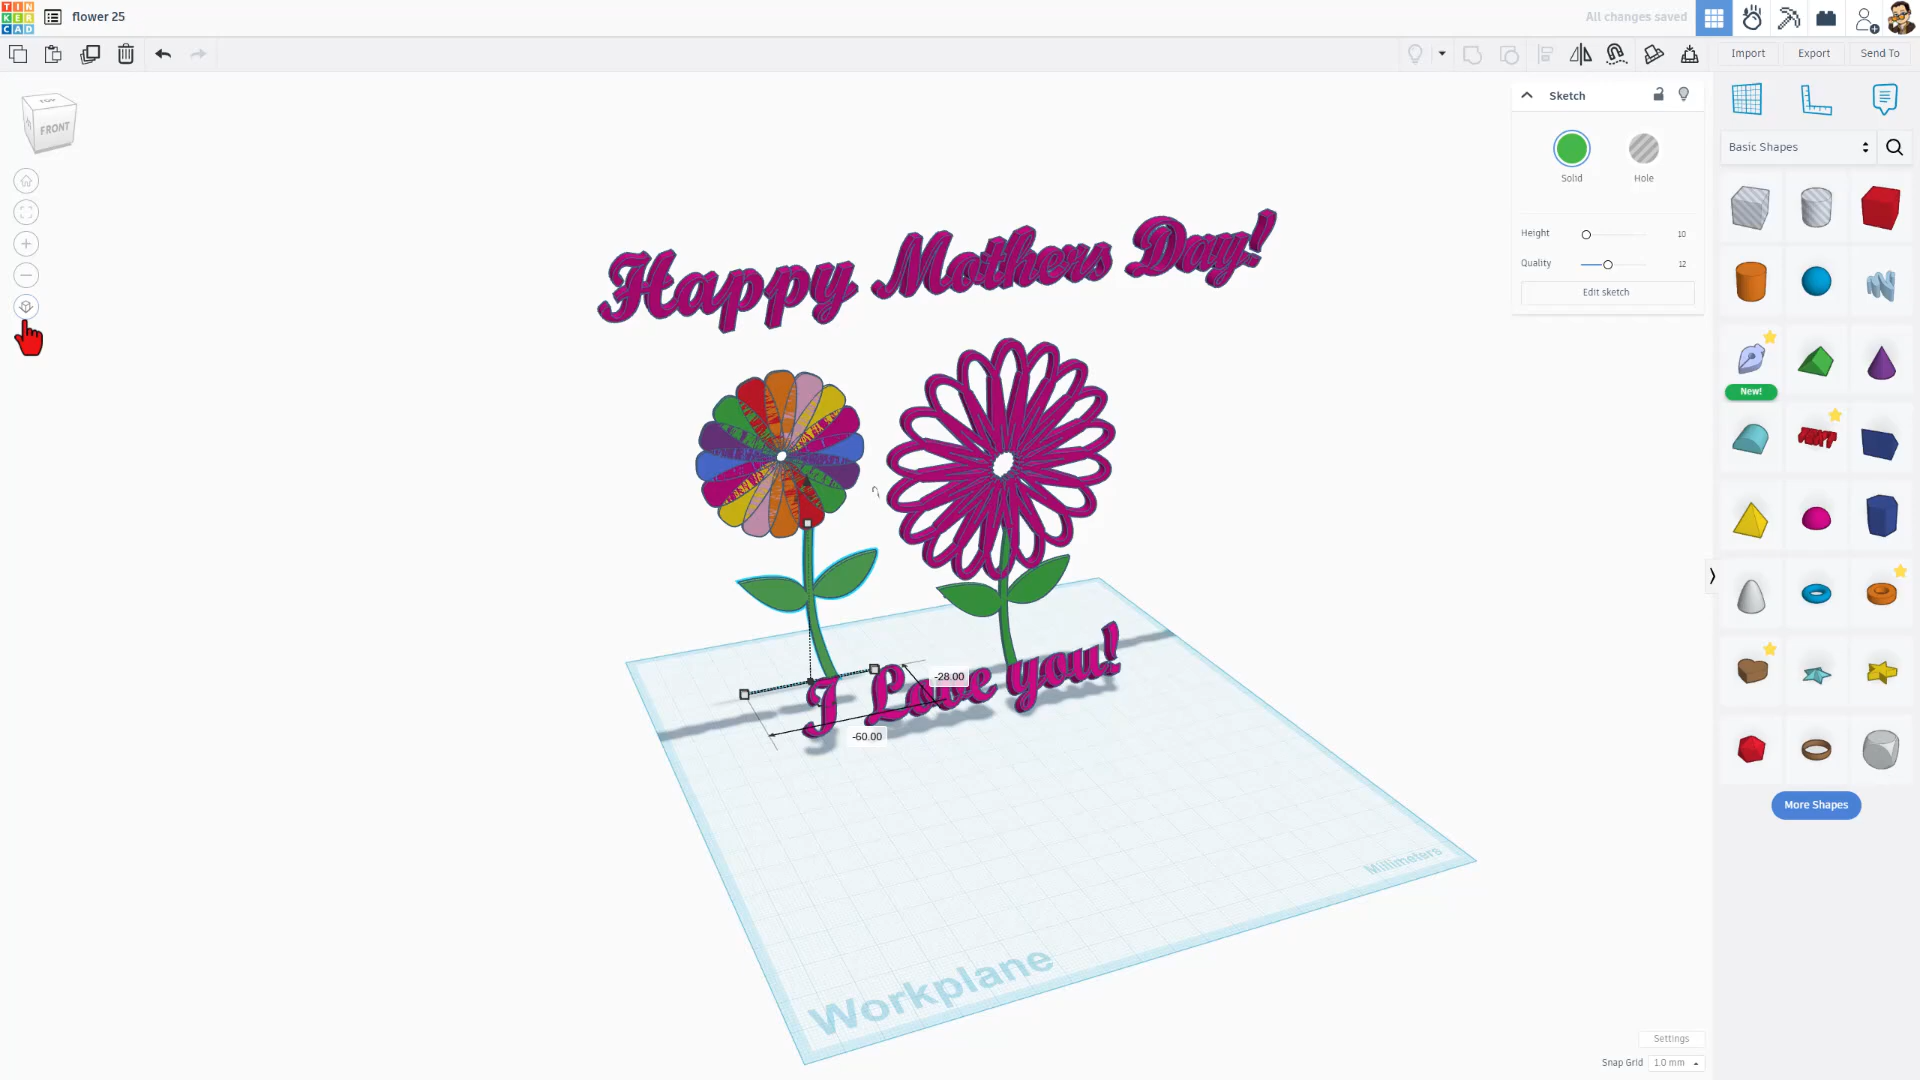 TIN
KER
CAD
flower 25
All changes saved
Import
Export
Send To
TOP
FRONT
Sketch
Solid
Hole
Height
10
Quality
12
Edit sketch
Basic Shapes
New!
More Shapes
Happy Mothers Day!
I Love you!
-28.00
-60.00
Millimeters
Workplane
Settings
Snap Grid
1.0 mm